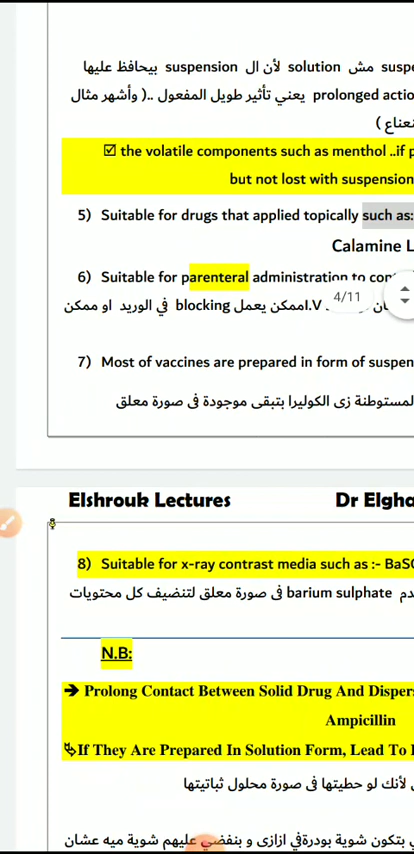 suspe مش solution لأن ال suspension بيحافظ عليها
prolonged actio يعني تأثير طويل المفعول ..( وأشهر مثال
نعناع )
☑ the volatile components such as menthol ..if p
but not lost with suspension
5) Suitable for drugs that applied topically such as:
Calamine L
6) Suitable for parenteral administration to con
I.V اممكن يعمل blocking في الوريد او ممكن
4/11
7) Most of vaccines are prepared in form of suspen
المستوطنة زى الكوليرا بتبقى موجودة فى صورة معلق
Elshrouk Lectures Dr Elgha
8) Suitable for x-ray contrast media such as :- BaSO
barium sulphate فى صورة معلق لتنضيف كل محتويات
N.B:
➔ Prolong Contact Between Solid Drug And Dispers
Ampicillin
If They Are Prepared In Solution Form, Lead To
لأنك لو حطيتها فى صورة محلول ثباتيتها
بتكون شوية بودرةفي ازازى و بنفضي عليهم شوية ميه عشان